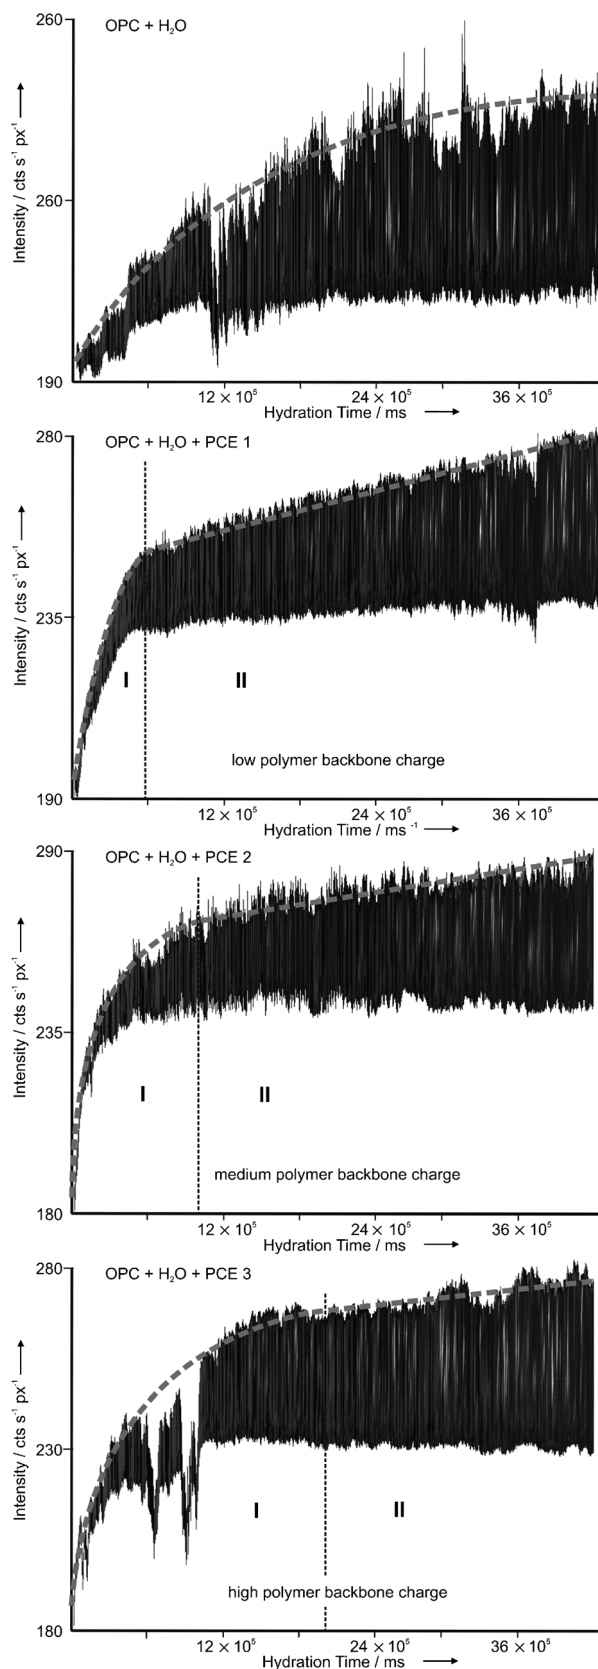 260
OPC + H₂O
Intensity / cts s⁻¹ px⁻¹
260
190
12 × 10⁵ 24 × 10⁵ 36 × 10⁵
Hydration Time / ms
280
OPC + H₂O + PCE 1
Intensity / cts s⁻¹ px⁻¹
235
I II
low polymer backbone charge
190
12 × 10⁵ 24 × 10⁵ 36 × 10⁵
Hydration Time / ms ⁻¹
290
OPC + H₂O + PCE 2
Intensity / cts s⁻¹ px⁻¹
235
I II
medium polymer backbone charge
180
12 × 10⁵ 24 × 10⁵ 36 × 10⁵
Hydration Time / ms
280
OPC + H₂O + PCE 3
Intensity / cts s⁻¹ px⁻¹
230
I II
high polymer backbone charge
180
12 × 10⁵ 24 × 10⁵ 36 × 10⁵
Hydration Time / ms